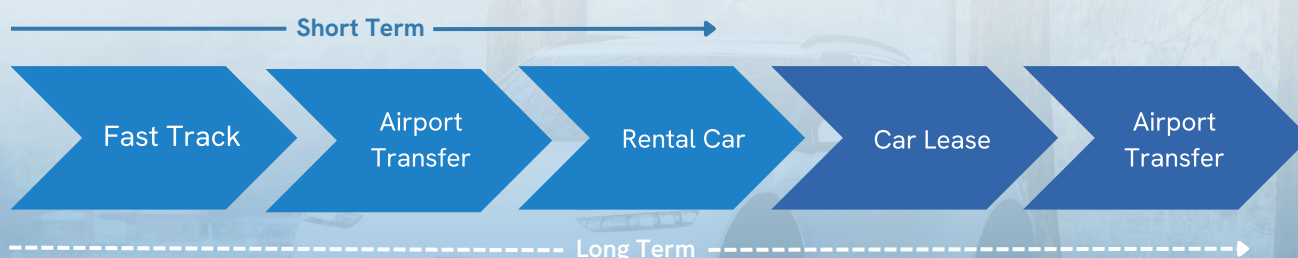 Short Term
Fast Track
Airport
Transfer
Rental Car
Car Lease
Airport
Transfer
Long Term